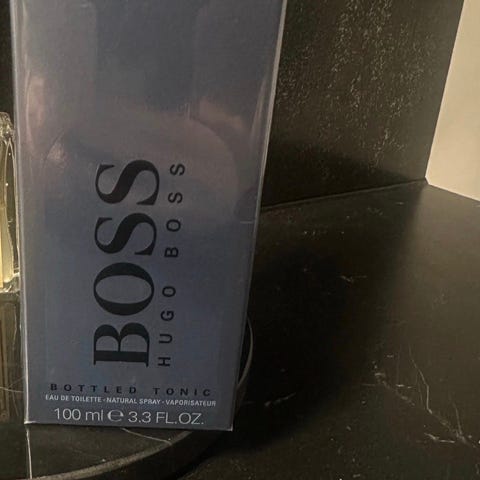 BOSS
HUGO BOSS
BOTTLED TONIC
EAU DE TOILETTE - NATURAL SPRAY - VAPORISATEUR
100 ml ℮ 3.3 FL.OZ.